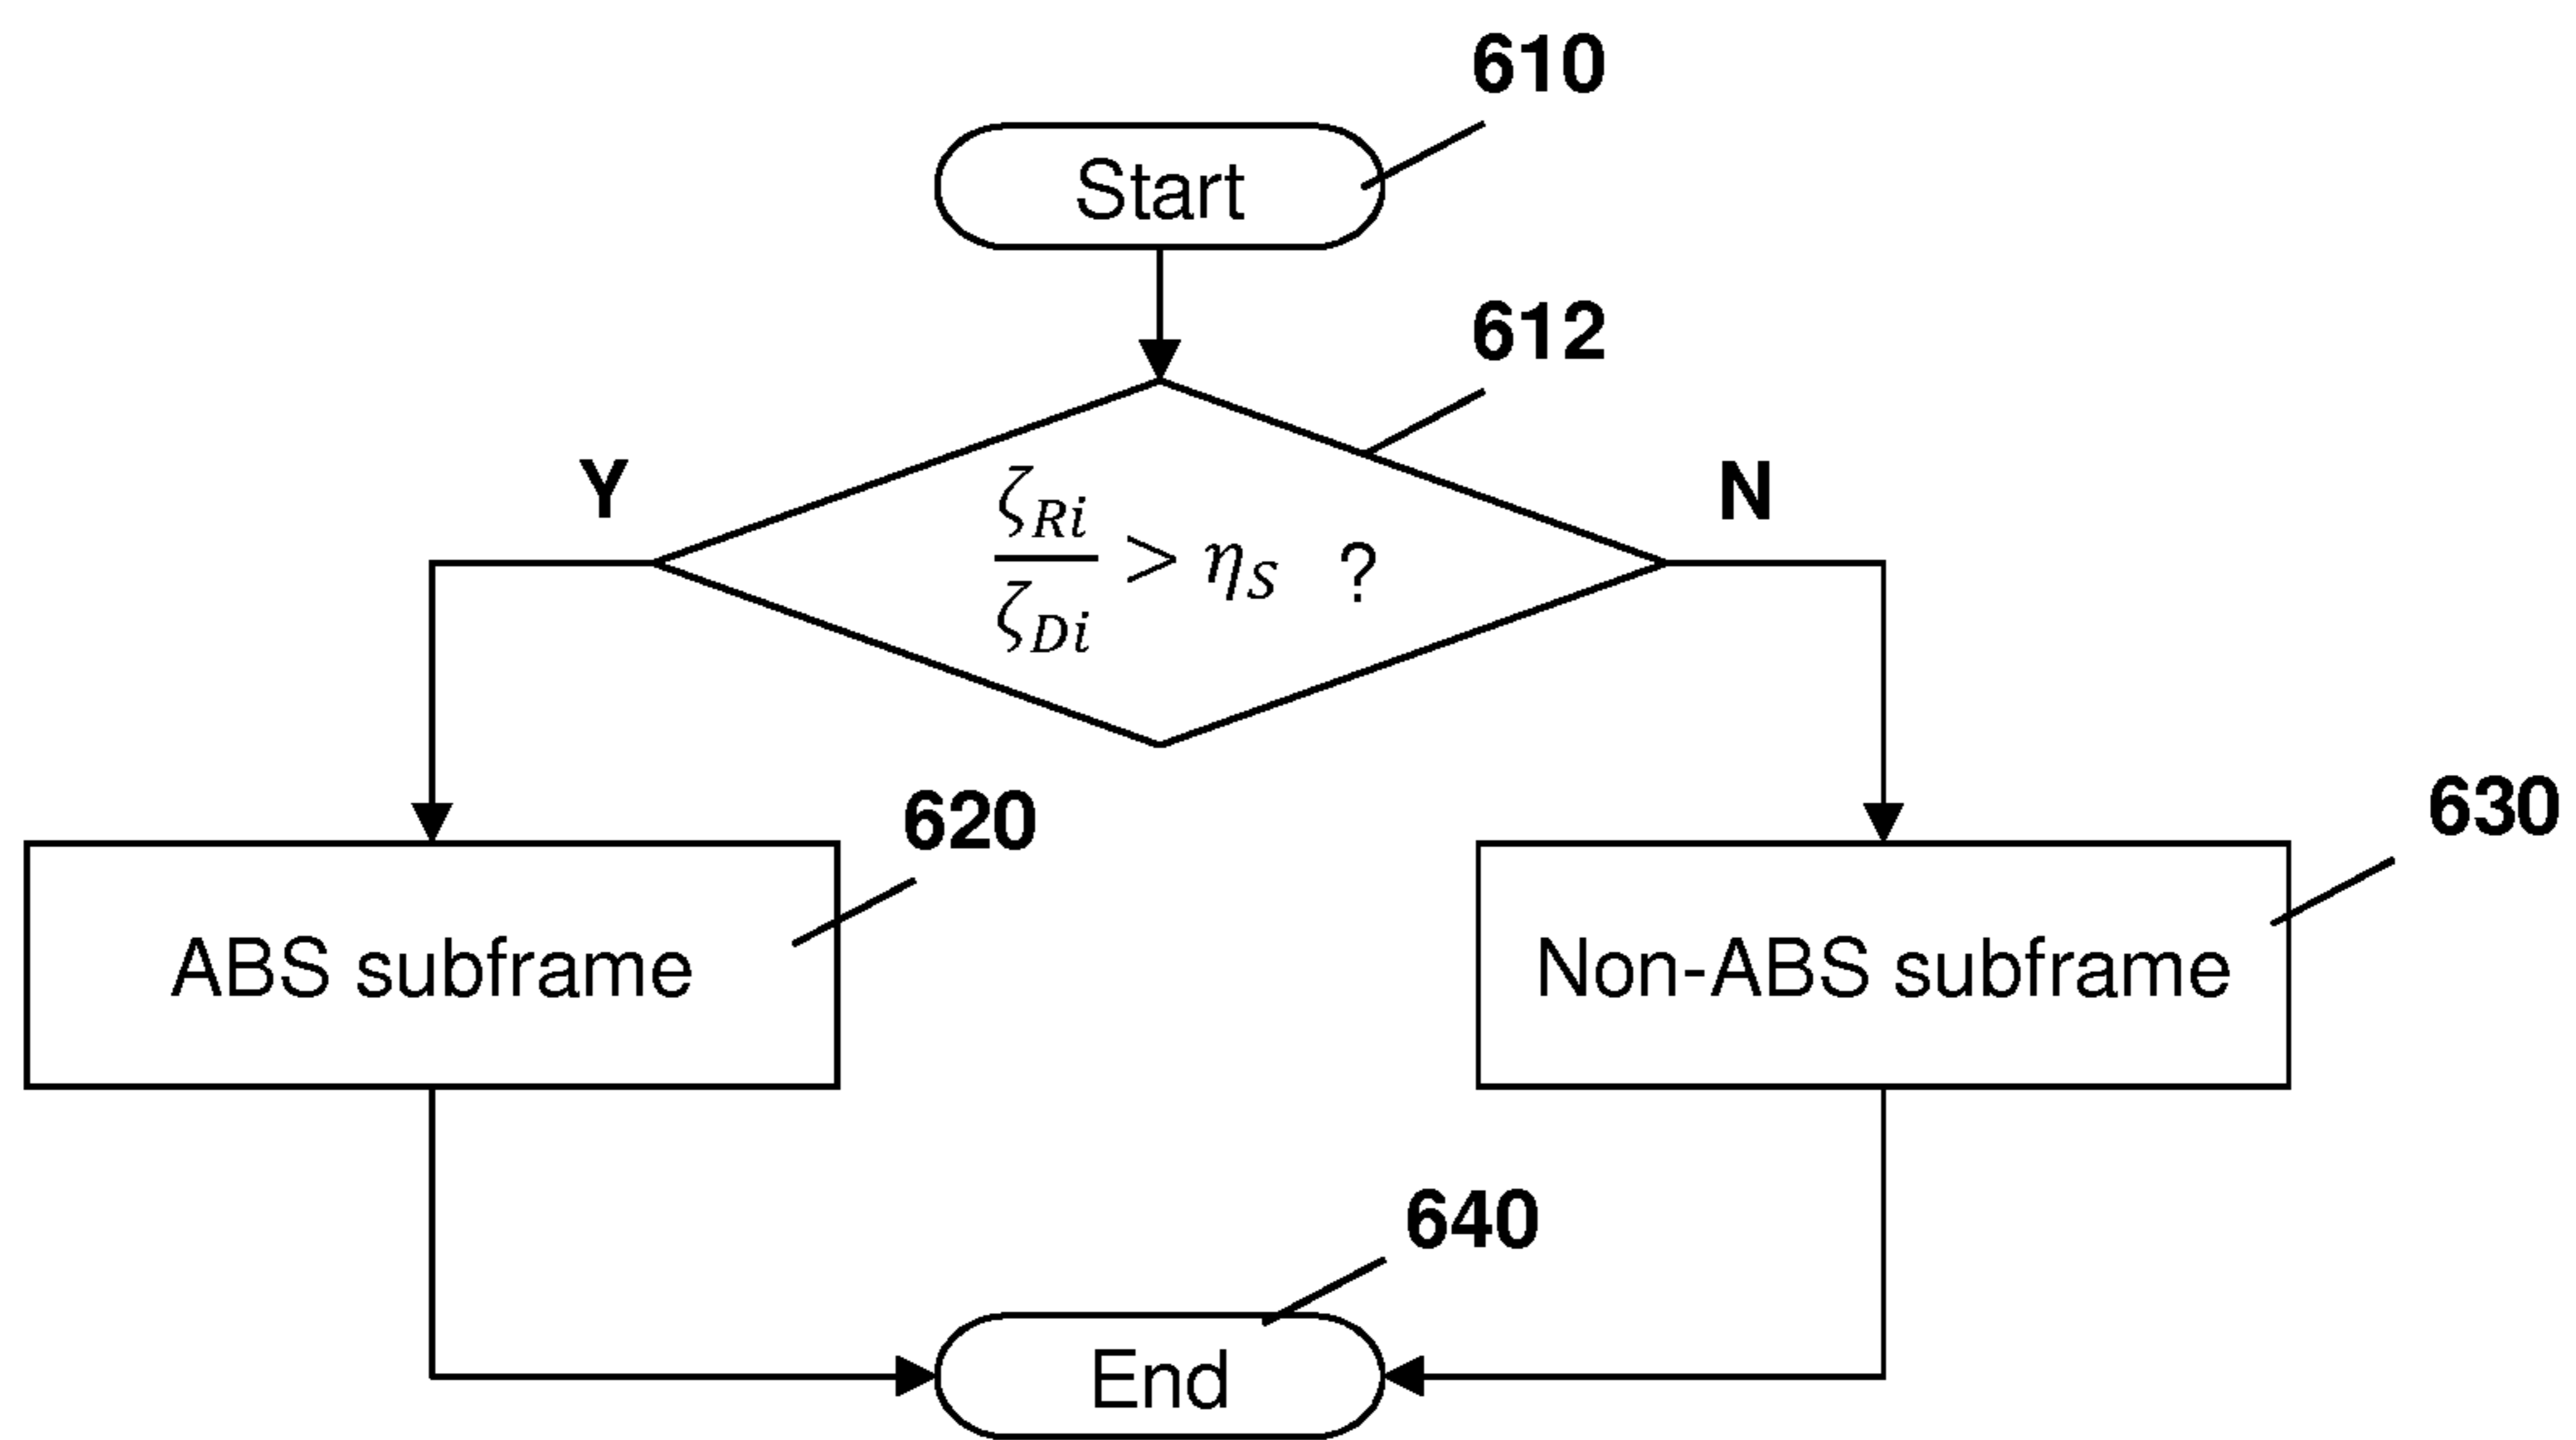 610
Start
612
Y
N
ζRi / ζDi > ηS ?
620
630
ABS subframe
Non-ABS subframe
640
End